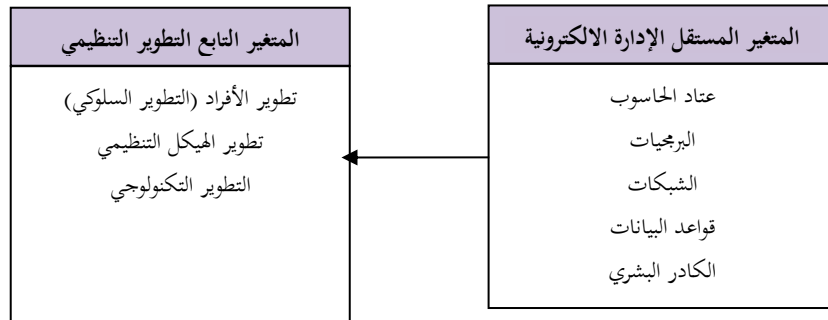 المتغير المستقل الإدارة الالكترونية
عتاد الحاسوب
البرمجيات
الشبكات
قواعد البيانات
الكادر البشري
المتغير التابع التطوير التنظيمي
تطوير الأفراد (التطوير السلوكي)
تطوير الهيكل التنظيمي
التطوير التكنولوجي